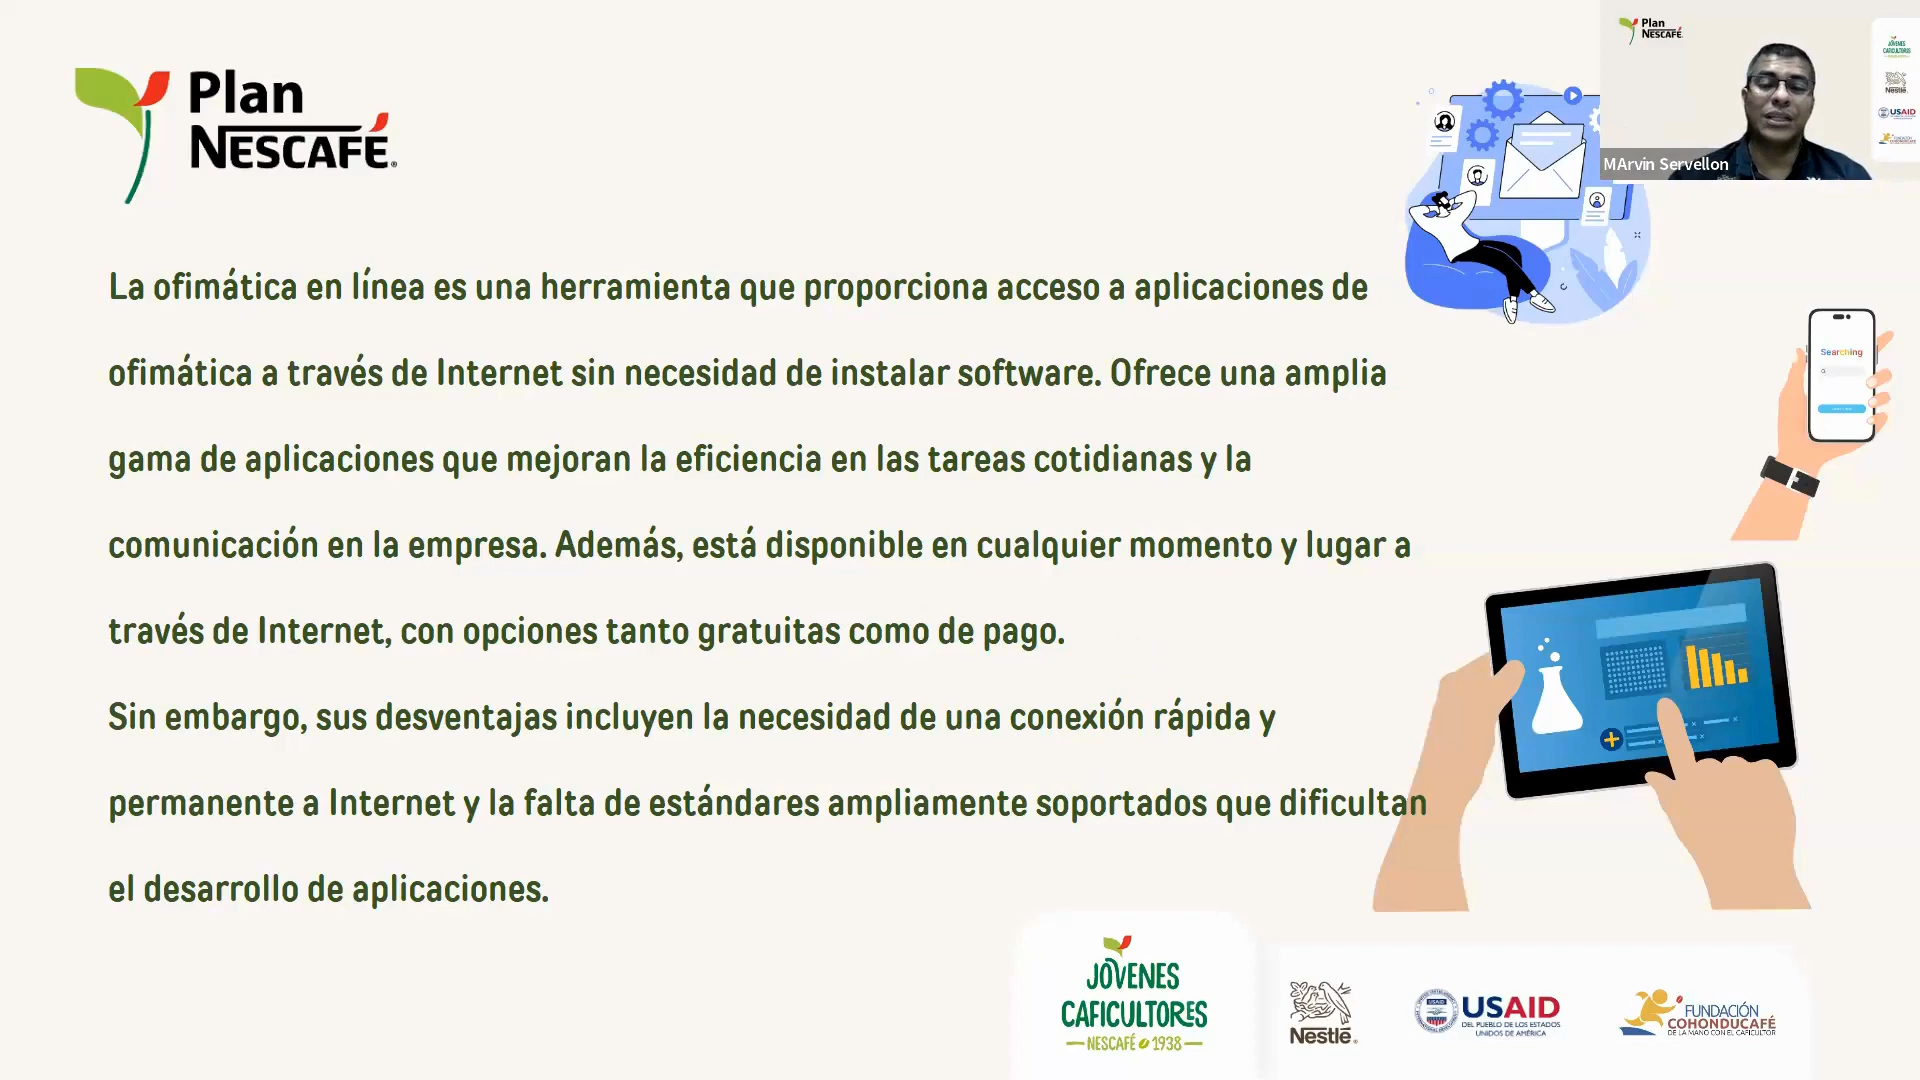 Plan
NESCAFÉ
Plan
NESCAFÉ
JÓVENES
CAFICULTORES
Nestlé
USAID
MArvin Servellon
La ofimática en línea es una herramienta que proporciona acceso a aplicaciones de
ofimática a través de Internet sin necesidad de instalar software. Ofrece una amplia
gama de aplicaciones que mejoran la eficiencia en las tareas cotidianas y la
comunicación en la empresa. Además, está disponible en cualquier momento y lugar a
través de Internet, con opciones tanto gratuitas como de pago.
Sin embargo, sus desventajas incluyen la necesidad de una conexión rápida y
permanente a Internet y la falta de estándares ampliamente soportados que dificultan
el desarrollo de aplicaciones.
Searching
JÓVENES
CAFICULTORES
NESCAFÉ 1938
Nestlé
USAID
DEL PUEBLO DE LOS ESTADOS
UNIDOS DE AMÉRICA
FUNDACIÓN
COHONDUCAFÉ
DE LA MANO CON EL CAFICULTOR